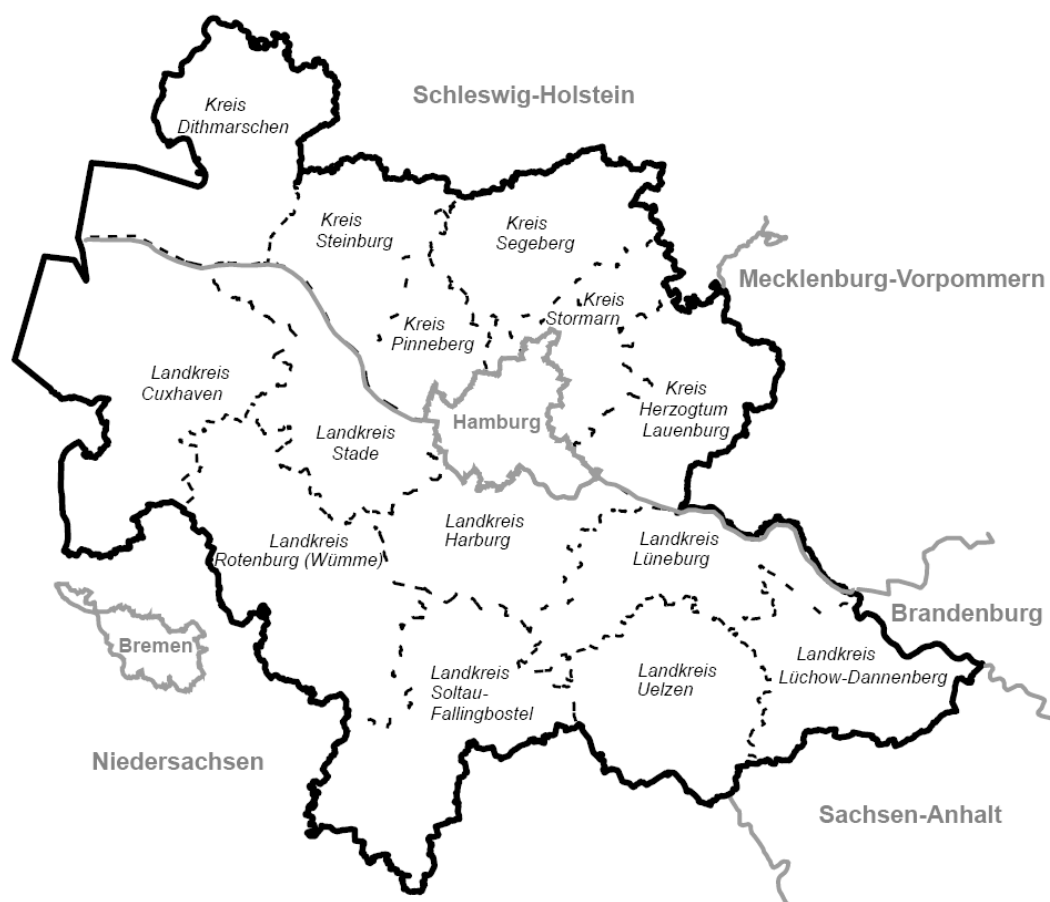 Schleswig-Holstein
Kreis
Dithmarschen
Kreis
Steinburg
Kreis
Segeberg
Mecklenburg-Vorpommern
Kreis
Stormarn
Kreis
Pinneberg
Landkreis
Cuxhaven
Kreis
Herzogtum
Lauenburg
Hamburg
Landkreis
Stade
Landkreis
Harburg
Landkreis
Rotenburg (Wümme)
Landkreis
Lüneburg
Brandenburg
Bremen
Landkreis
Soltau-
Fallingbostel
Landkreis
Uelzen
Landkreis
Lüchow-Dannenberg
Niedersachsen
Sachsen-Anhalt